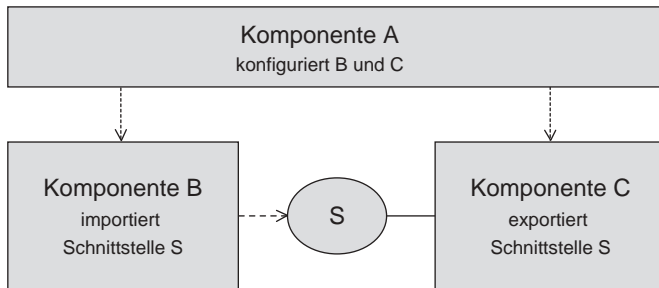 Komponente A
konfiguriert B und C
Komponente B
importiert
Schnittstelle S
S
Komponente C
exportiert
Schnittstelle S